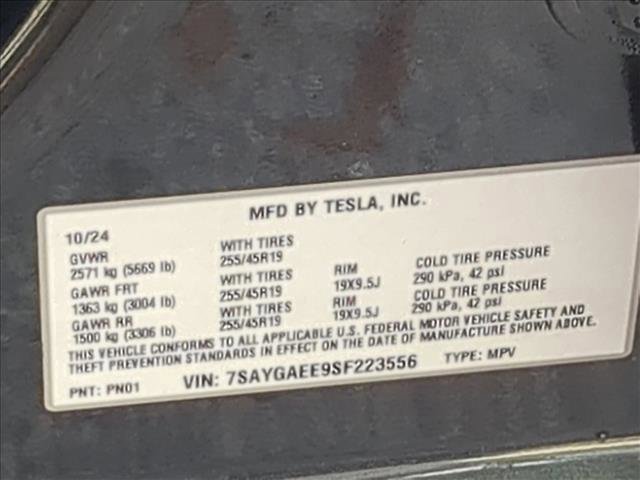 MFD BY TESLA, INC.
10/24
GVWR WITH TIRES
2571 kg (5669 lb) 255/45R19
GAWR FRT WITH TIRES RIM COLD TIRE PRESSURE
1363 kg (3004 lb) 255/45R19 19X9.5J 290 kPa, 42 psi
GAWR RR WITH TIRES RIM COLD TIRE PRESSURE
1500 kg (3306 lb) 255/45R19 19X9.5J 290 kPa, 42 psi
THIS VEHICLE CONFORMS TO ALL APPLICABLE U.S. FEDERAL MOTOR VEHICLE SAFETY AND
THEFT PREVENTION STANDARDS IN EFFECT ON THE DATE OF MANUFACTURE SHOWN ABOVE.
PNT: PN01 VIN: 7SAYGAEE9SF223556 TYPE: MPV